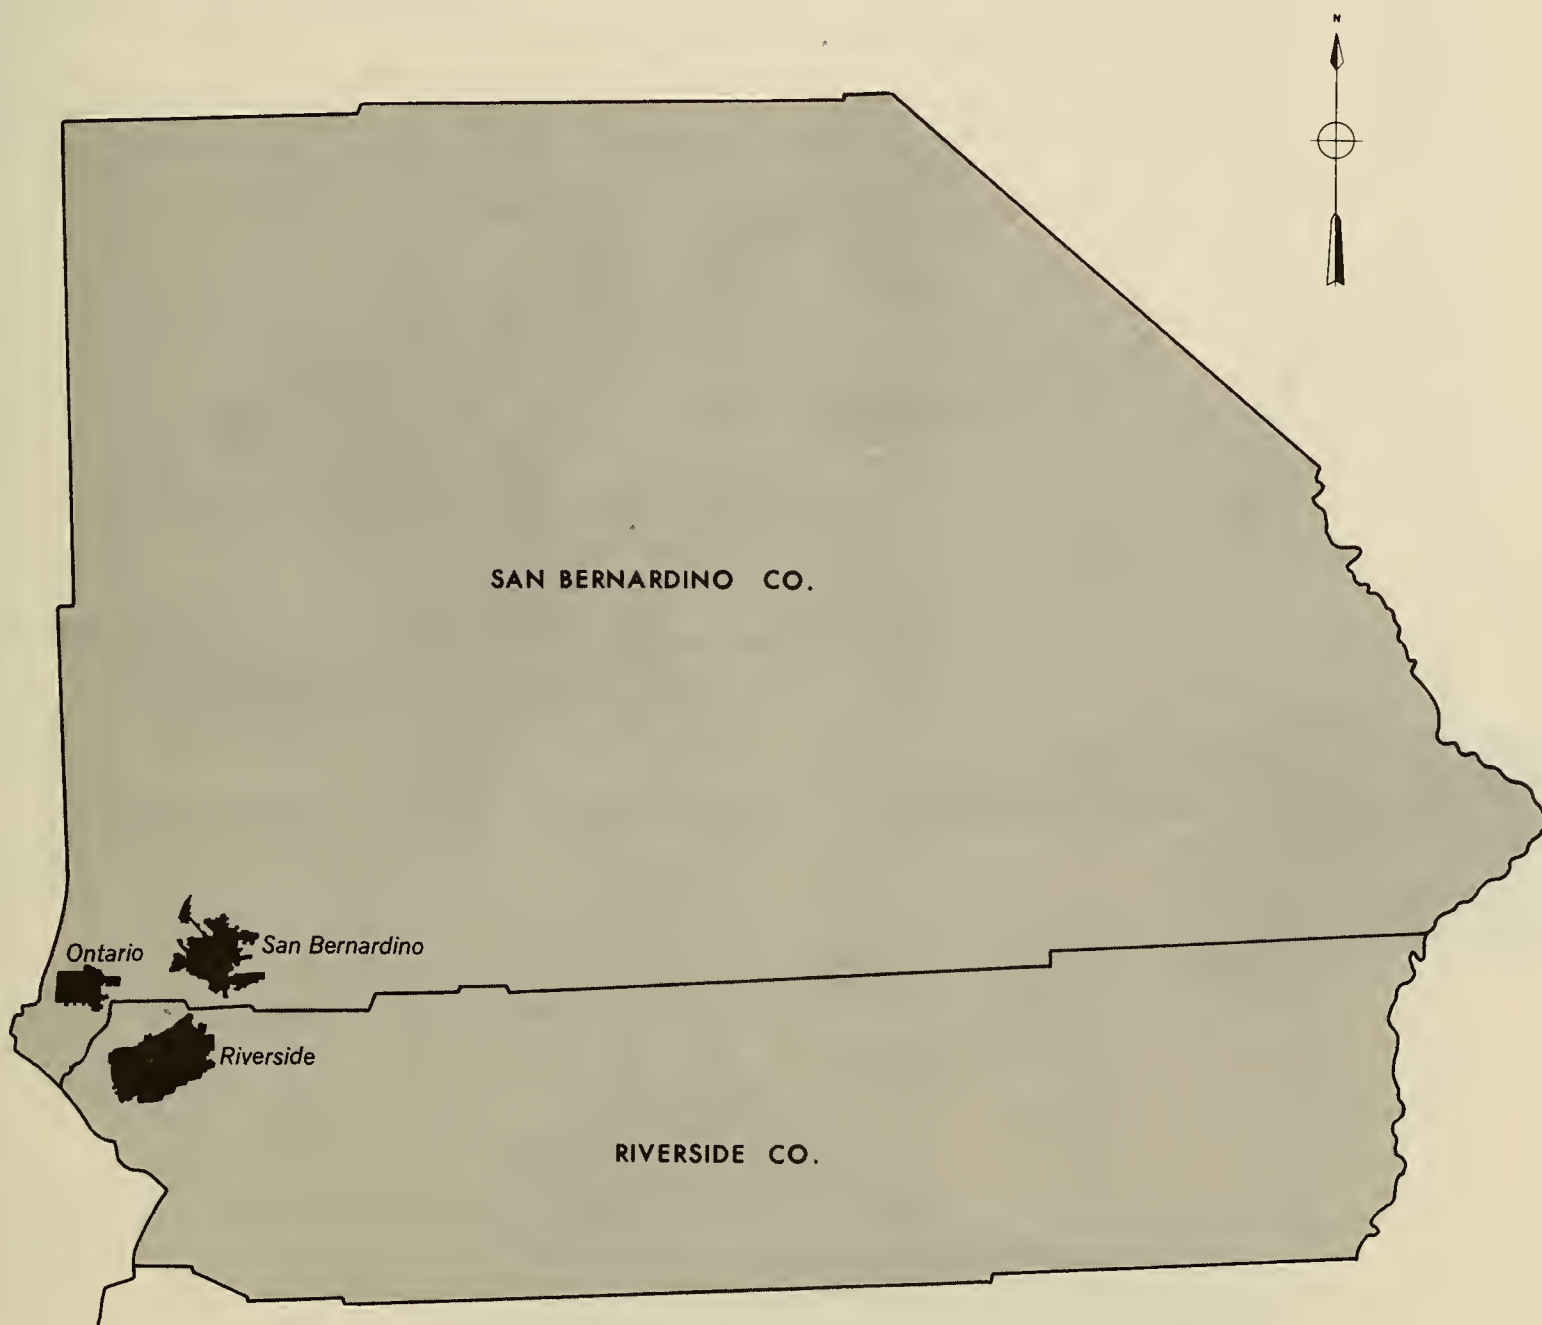 N
SAN BERNARDINO CO.
Ontario
San Bernardino
Riverside
RIVERSIDE CO.